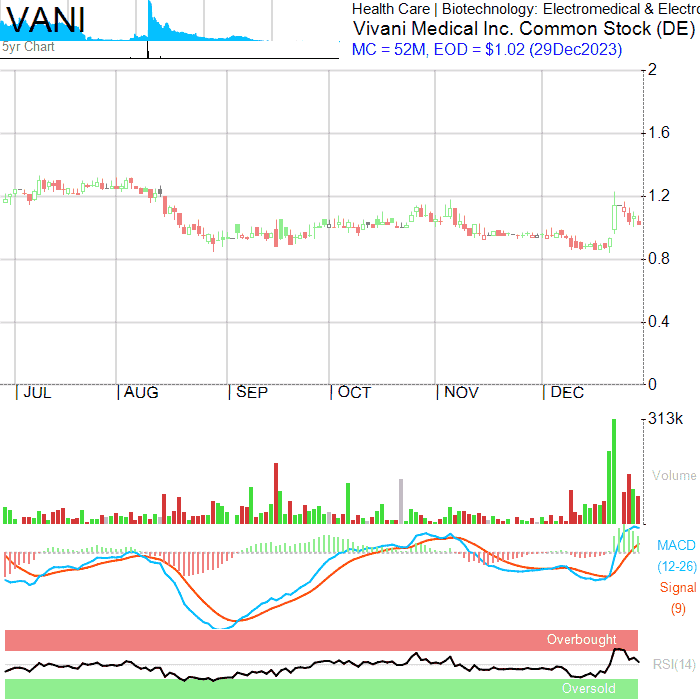 VANI
5yr Chart
Health Care | Biotechnology: Electromedical & Electro
Vivani Medical Inc. Common Stock (DE)
MC = 52M, EOD = $1.02 (29Dec2023)
2
1.6
1.2
0.8
0.4
0
JUL AUG SEP OCT NOV DEC
313k
Volume
MACD
(12-26)
Signal
(9)
Overbought
RSI(14)
Oversold